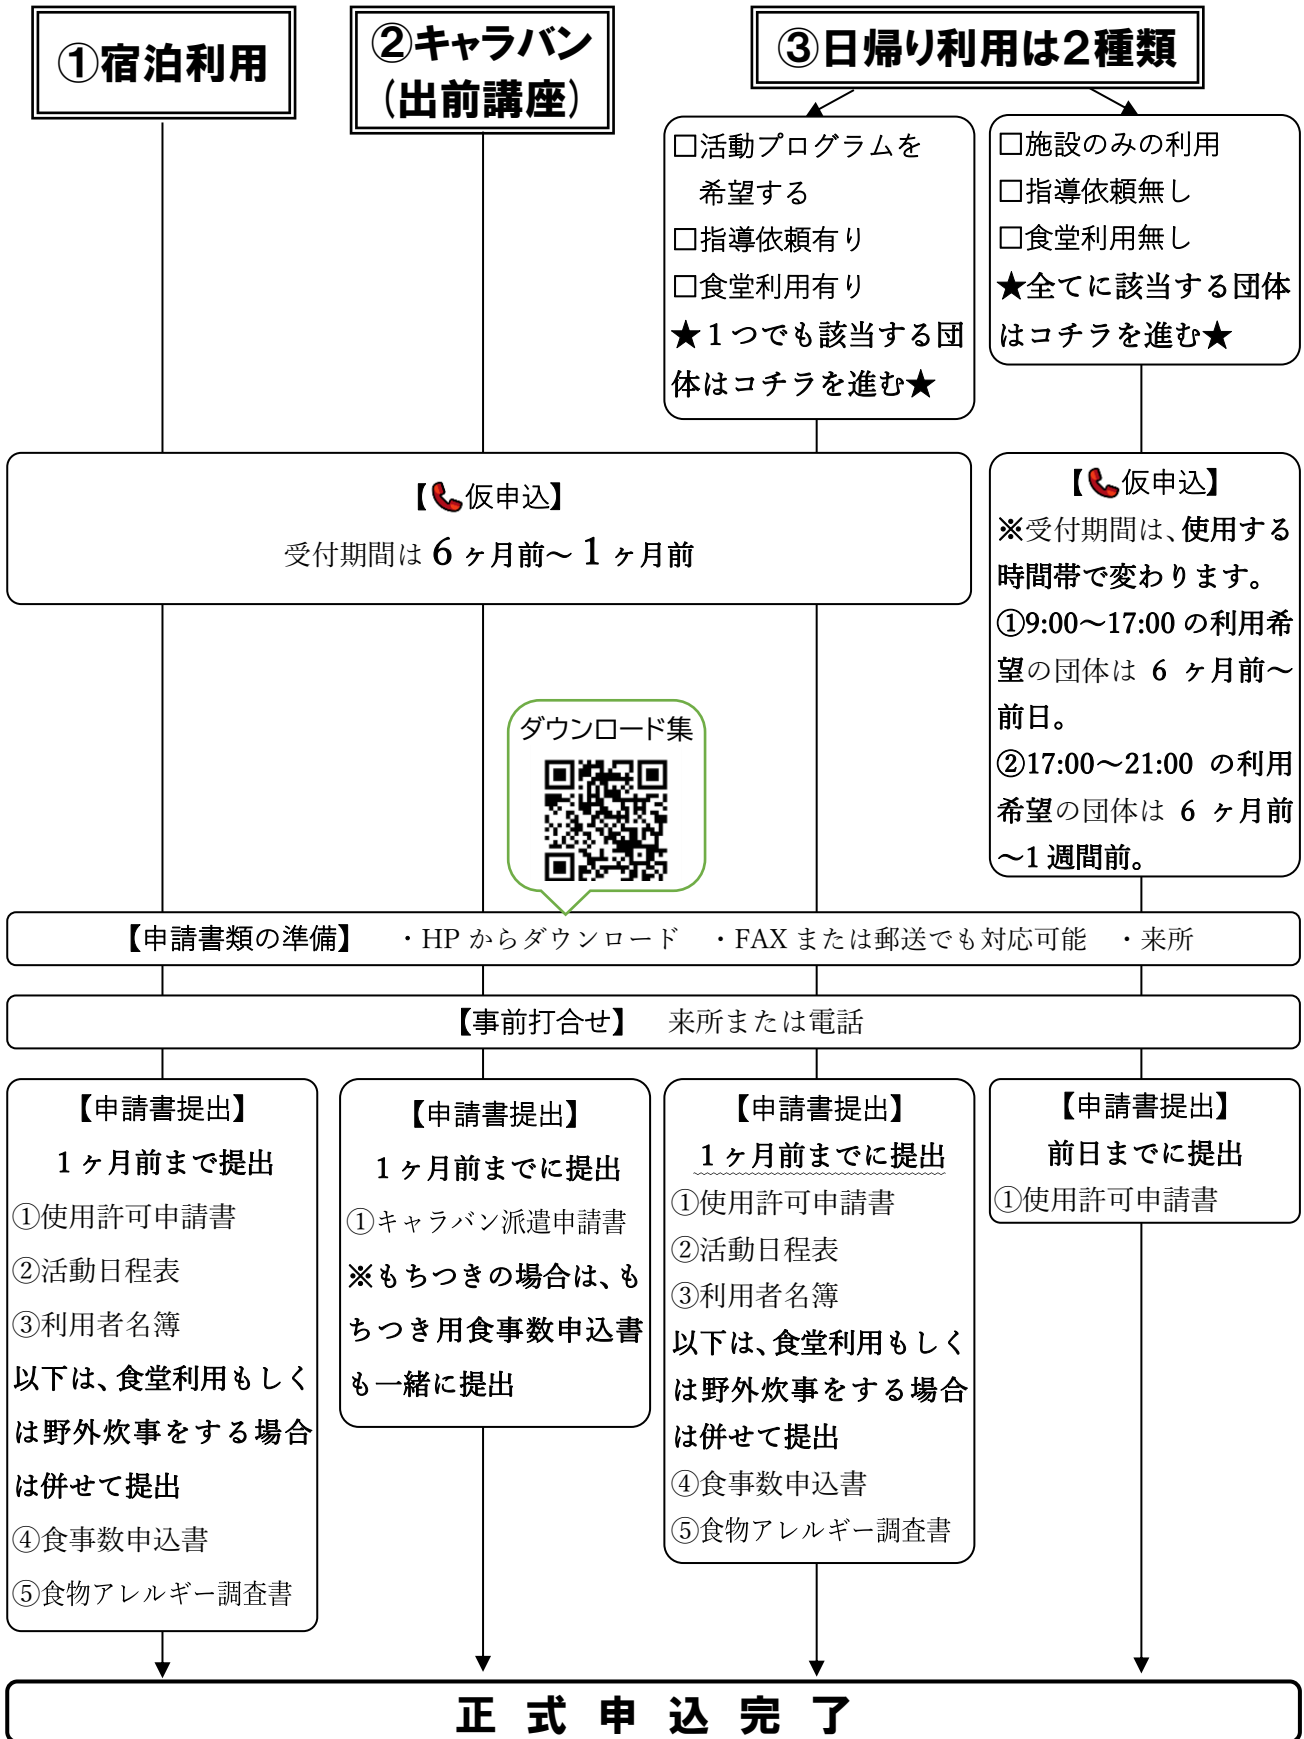 ①宿泊利用
②キャラバン
(出前講座)
③日帰り利用は2種類
□活動プログラムを
希望する
□指導依頼有り
□食堂利用有り
★1つでも該当する団
体はコチラを進む★
□施設のみの利用
□指導依頼無し
□食堂利用無し
★全てに該当する団体
はコチラを進む★
【仮申込】
受付期間は 6 ヶ月前～ 1 ヶ月前
【仮申込】
※受付期間は、使用する
時間帯で変わります。
①9:00～17:00 の利用希
望の団体は 6 ヶ月前～
前日。
②17:00～21:00 の利用
希望の団体は 6 ヶ月前
～1 週間前。
ダウンロード集
【申請書類の準備】 ・HP からダウンロード ・FAX または郵送でも対応可能 ・来所
【事前打合せ】 来所または電話
【申請書提出】
1 ヶ月前まで提出
①使用許可申請書
②活動日程表
③利用者名簿
以下は、食堂利用もしく
は野外炊事をする場合
は併せて提出
④食事数申込書
⑤食物アレルギー調査書
【申請書提出】
1 ヶ月前までに提出
①キャラバン派遣申請書
※もちつきの場合は、も
ちつき用食事数申込書
も一緒に提出
【申請書提出】
1 ヶ月前までに提出
①使用許可申請書
②活動日程表
③利用者名簿
以下は、食堂利用もしく
は野外炊事をする場合
は併せて提出
④食事数申込書
⑤食物アレルギー調査書
【申請書提出】
前日までに提出
①使用許可申請書
正 式 申 込 完 了